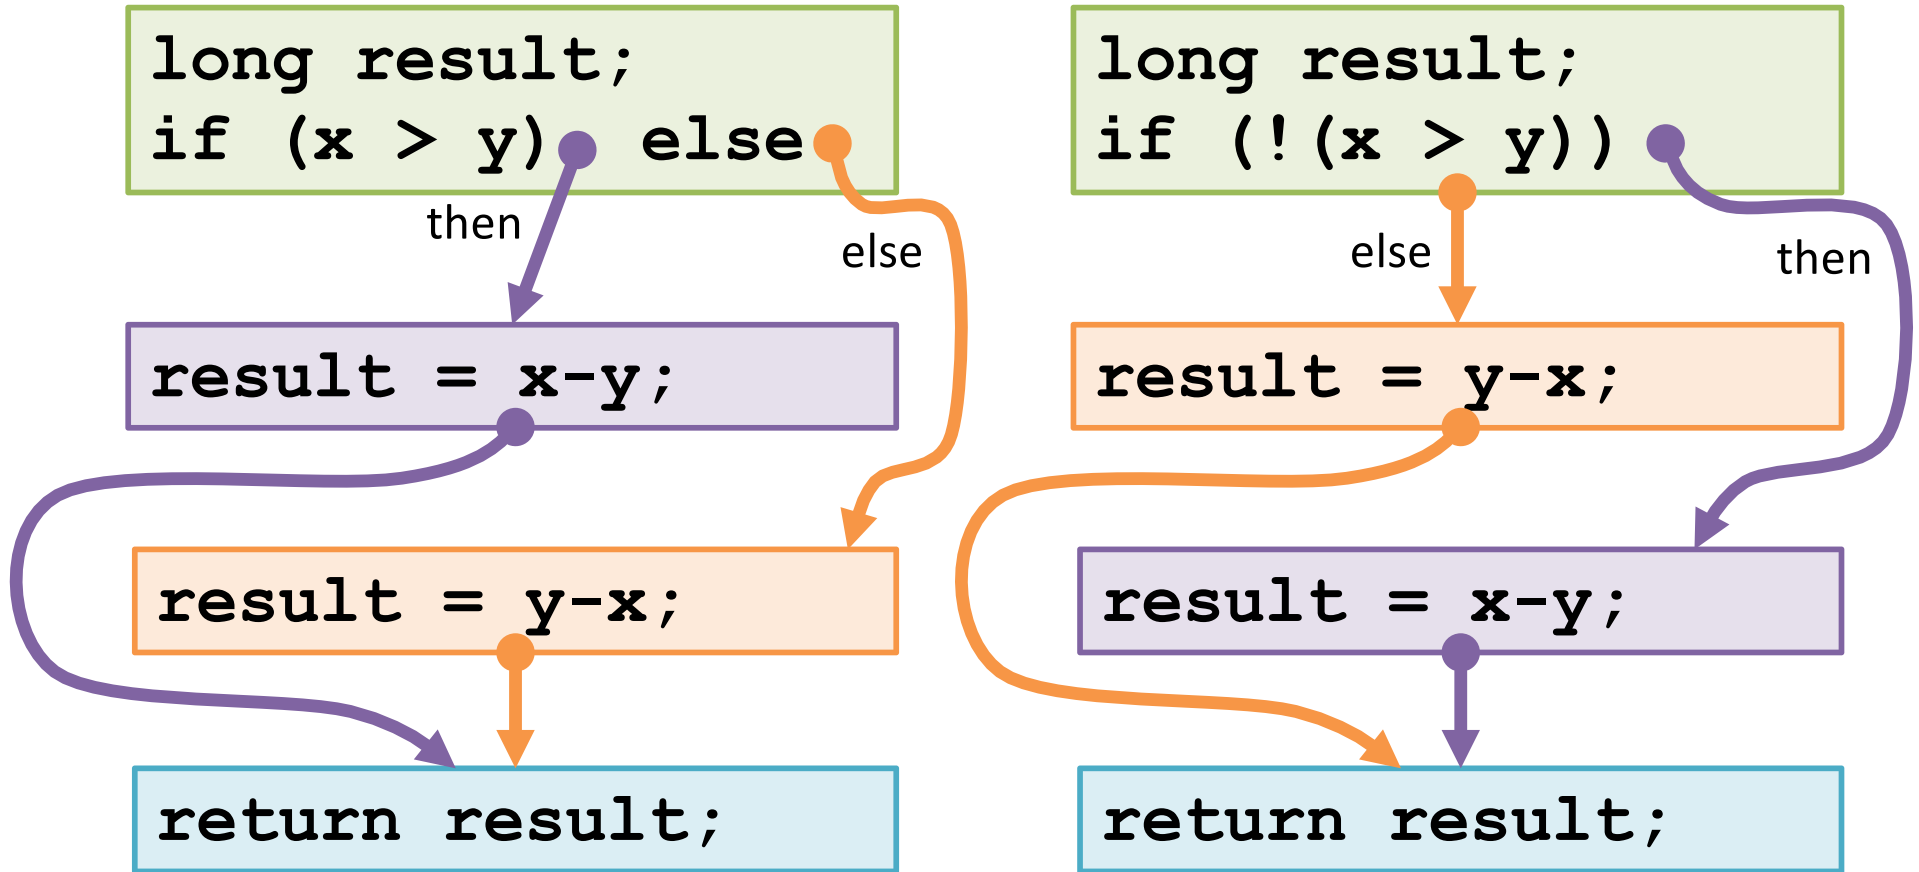 long result;
if (x > y) else
then
else
result = x-y;
result = y-x;
return result;
long result;
if (!(x > y))
else
then
result = y-x;
result = x-y;
return result;